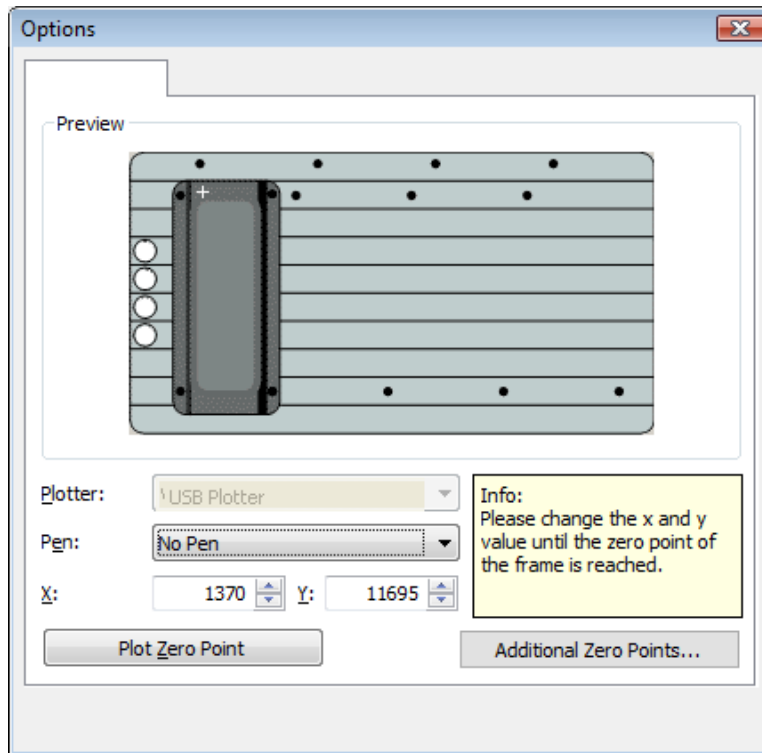 Options
Preview
Plotter:
USB Plotter
Info:
Please change the x and y
value until the zero point of
the frame is reached.
Pen:
No Pen
X:
1370
Y:
11695
Plot Zero Point
Additional Zero Points...